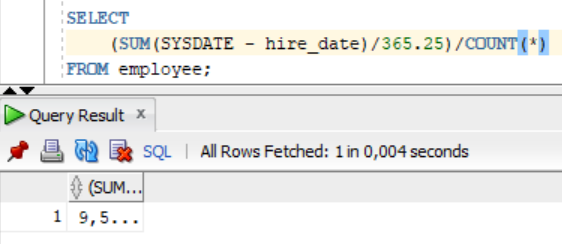 SELECT
(SUM(SYSDATE - hire_date)/365.25)/COUNT(*)
FROM employee;
Query Result x
SQL | All Rows Fetched: 1 in 0,004 seconds
(SUM...
1 9,5...